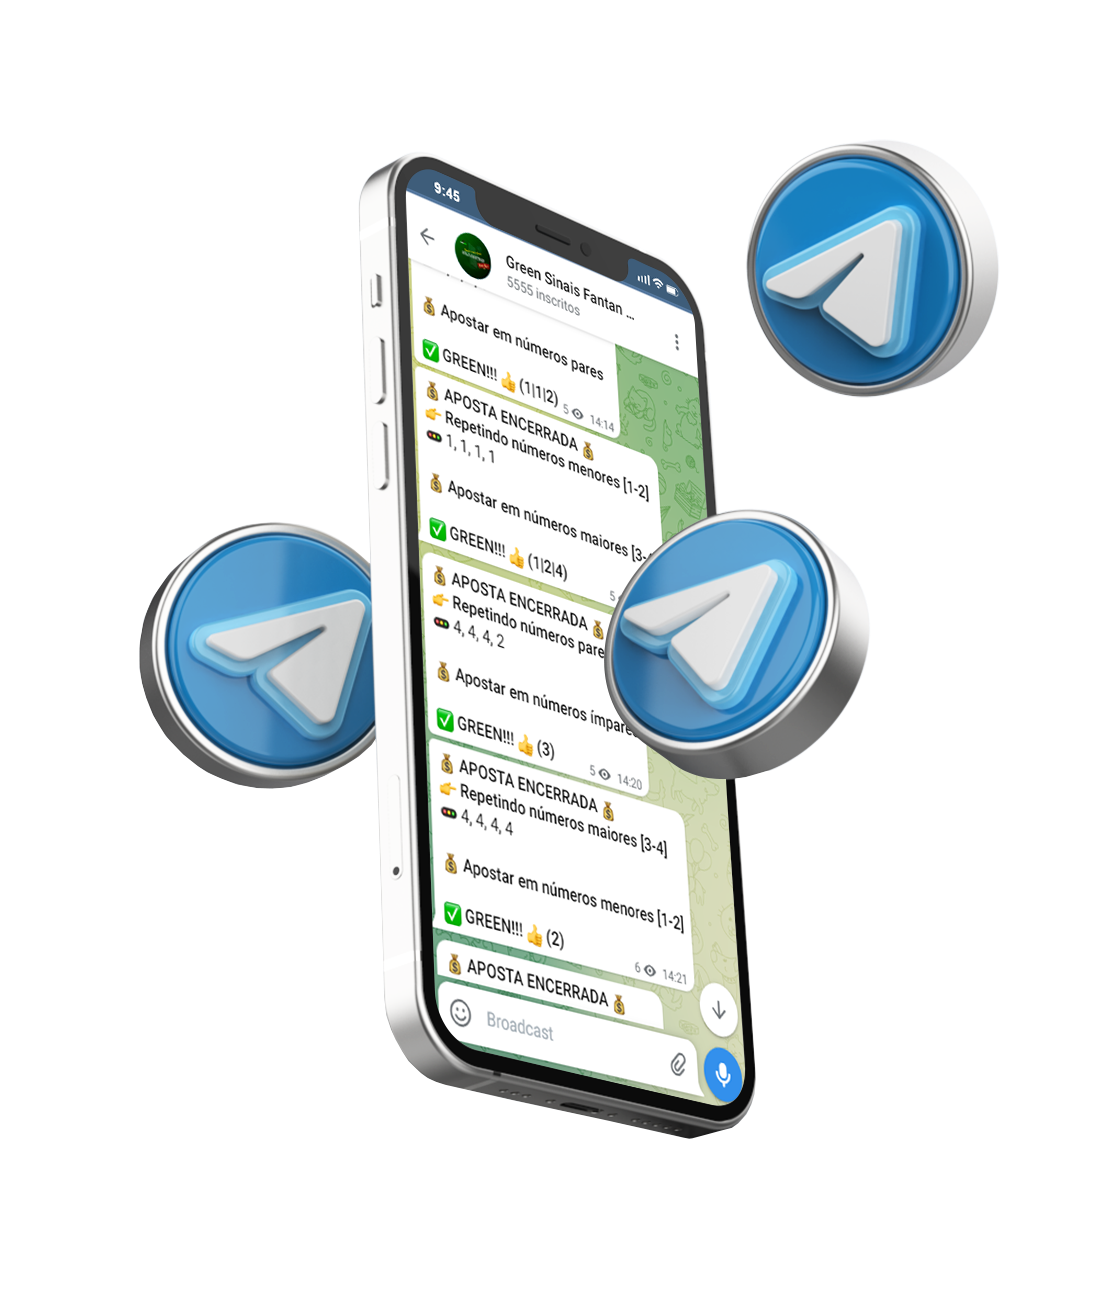 9:45
Green Sinais Fantan ...
5555 inscritos
💰 Apostar em números pares
✅ GREEN!!! 👍 (1|1|2)
5 14:14
💰 APOSTA ENCERRADA 💰
👉 Repetindo números menores [1-2]
🚥 1, 1, 1, 1
💰 Apostar em números maiores [3-
✅ GREEN!!! 👍 (1|2|4)
5
💰 APOSTA ENCERRADA 💰
👉 Repetindo números pare
🚥 4, 4, 4, 2
💰 Apostar em números ímpare
✅ GREEN!!! 👍 (3)
5 14:20
💰 APOSTA ENCERRADA 💰
👉 Repetindo números maiores [3-4]
🚥 4, 4, 4, 4
💰 Apostar em números menores [1-2]
✅ GREEN!!! 👍 (2)
6 14:21
💰 APOSTA ENCERRADA 💰
Broadcast